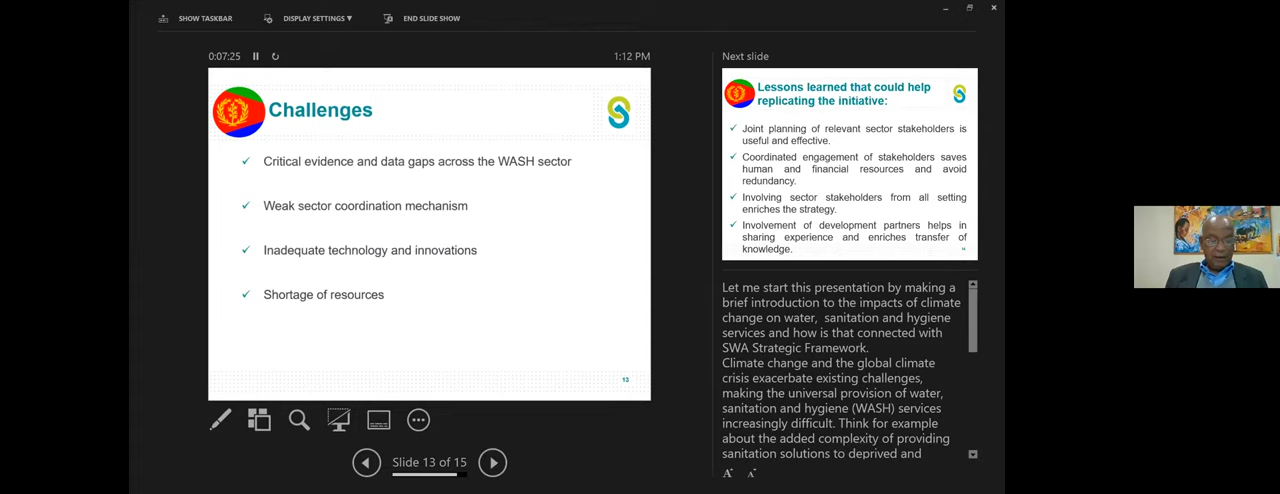 SHOW TASKBAR
DISPLAY SETTINGS ▼
END SLIDE SHOW
0:07:25
1:12 PM
Challenges
✓ Critical evidence and data gaps across the WASH sector
✓ Weak sector coordination mechanism
✓ Inadequate technology and innovations
✓ Shortage of resources
13
Slide 13 of 15
Next slide
Lessons learned that could help
replicating the initiative:
✓ Joint planning of relevant sector stakeholders is
useful and effective.
✓ Coordinated engagement of stakeholders saves
human and financial resources and avoid
redundancy.
✓ Involving sector stakeholders from all setting
enriches the strategy.
✓ Involvement of development partners helps in
sharing experience and enriches transfer of
knowledge.
Let me start this presentation by making a
brief introduction to the impacts of climate
change on water, sanitation and hygiene
services and how is that connected with
SWA Strategic Framework.
Climate change and the global climate
crisis exacerbate existing challenges,
making the universal provision of water,
sanitation and hygiene (WASH) services
increasingly difficult. Think for example
about the added complexity of providing
sanitation solutions to deprived and
A A